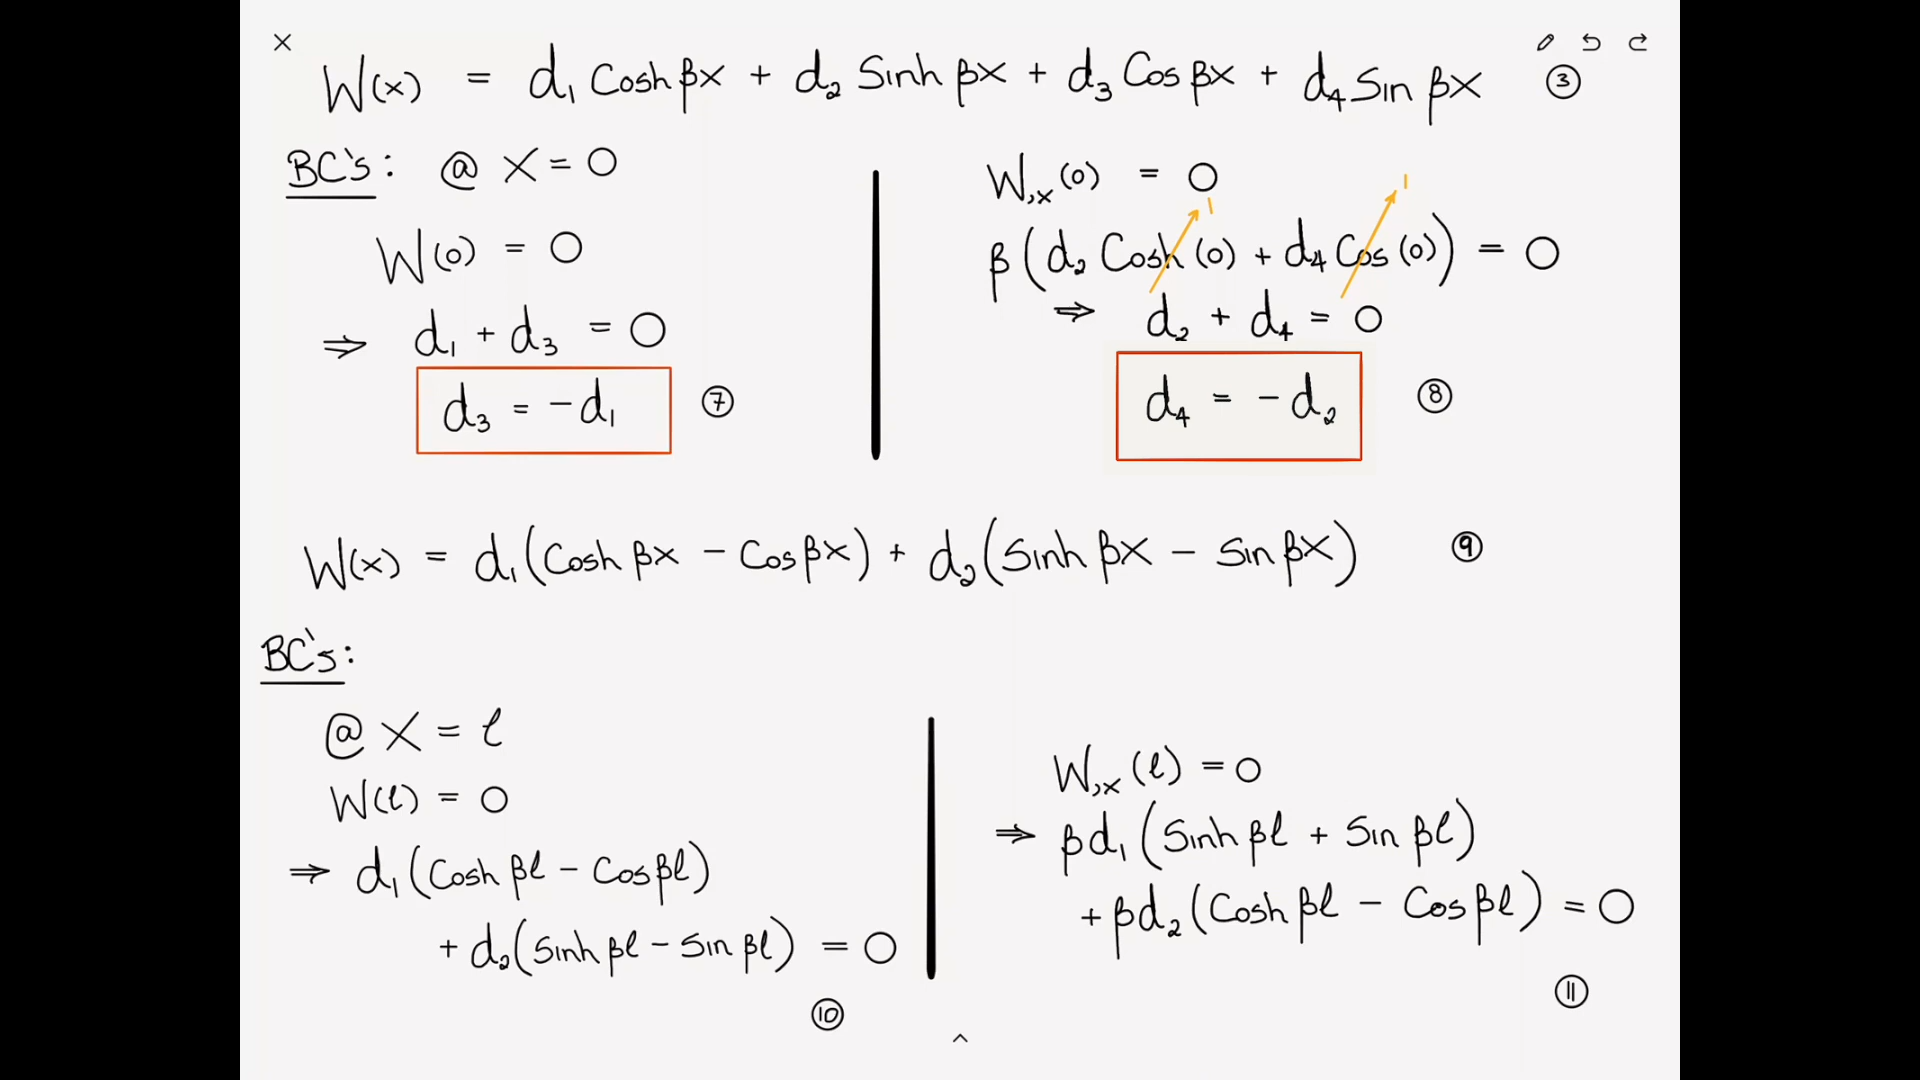 W(x) = d₁ Cosh βx + d₂ Sinh βx + d₃ Cos βx + d₄ Sin βx ③
BC's: @ X = 0
W(0) = 0
⇒ d₁ + d₃ = 0
d₃ = -d₁ ⑦
W,ₓ(0) = 0
1 1
β(d₂ Cosh(0) + d₄ Cos(0)) = 0
⇒ d₂ + d₄ = 0
d₄ = -d₂ ⑧
W(x) = d₁(Cosh βx - Cos βx) + d₂(Sinh βx - Sin βx) ⑨
BC's:
@ X = ℓ
W(ℓ) = 0
⇒ d₁(Cosh βℓ - Cos βℓ)
+ d₂(Sinh βℓ - Sin βℓ) = 0
⑩
W,ₓ(ℓ) = 0
⇒ βd₁(Sinh βℓ + Sin βℓ)
+ βd₂(Cosh βℓ - Cos βℓ) = 0
⑪